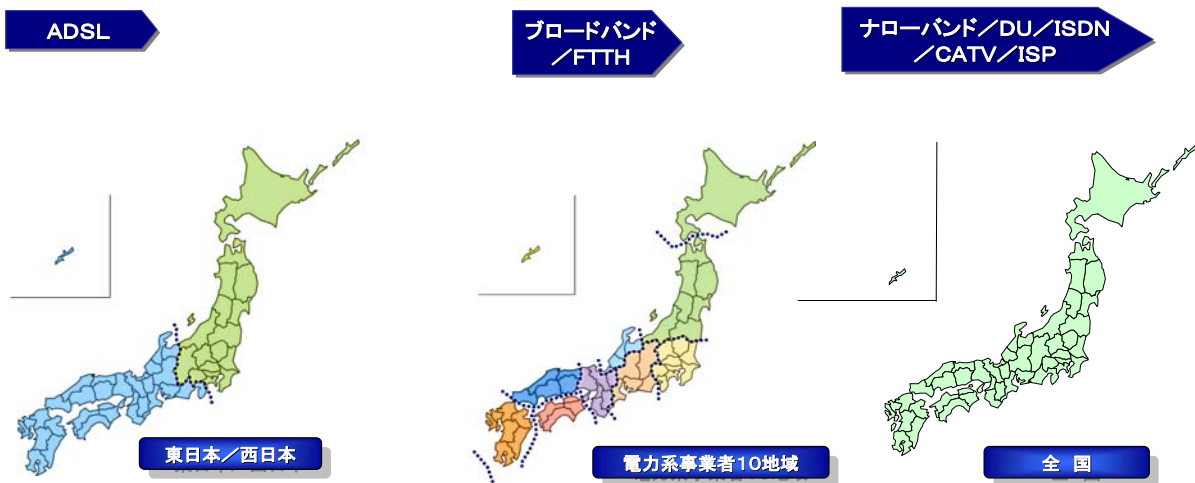 ADSL
ブロードバンド
／FTTH
ナローバンド／DU／ISDN
／CATV／ISP
東日本／西日本
電力系事業者１０地域
全　国